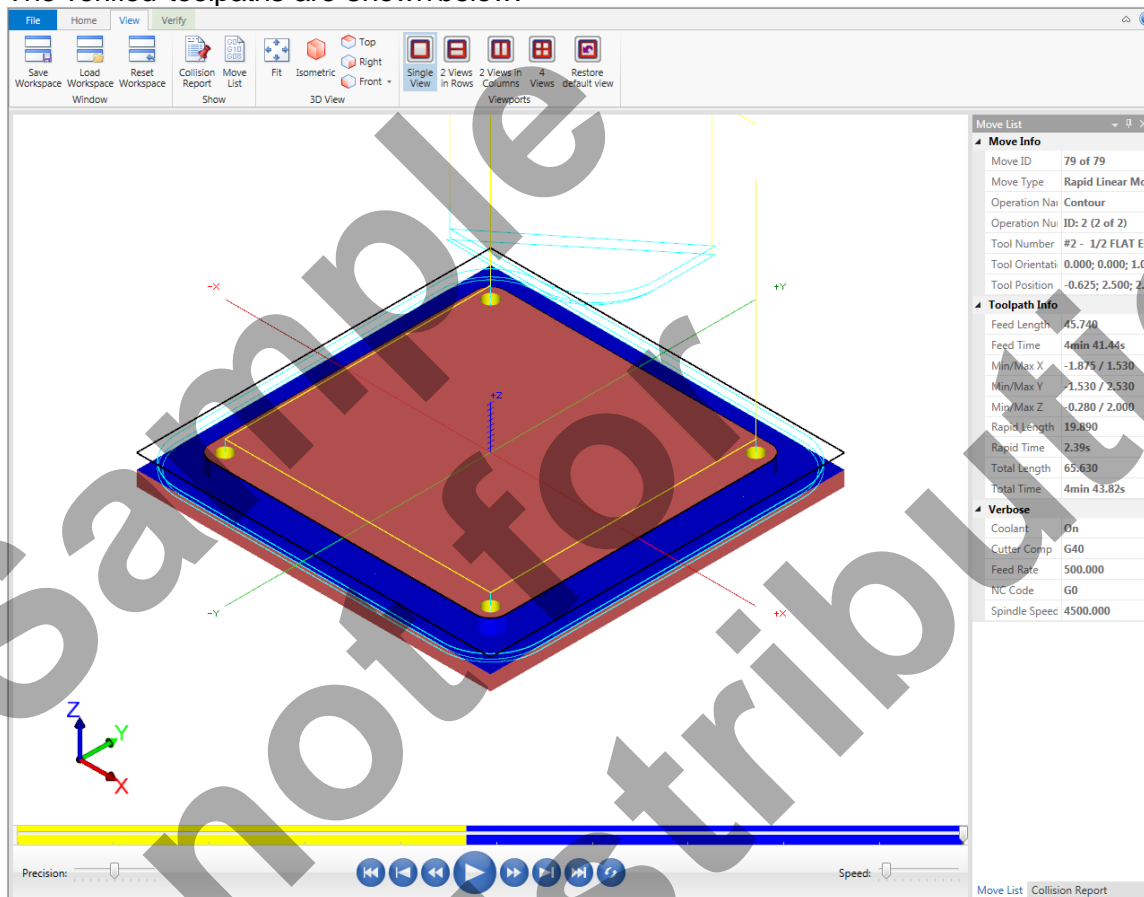 The verified toolpaths are shown below.
File Home View Verify
Save Workspace Load Workspace Reset Workspace
Window
Collision Report Move List
Show
Fit Isometric Top Right Front
3D View
Single View 2 Views in Rows 2 Views in Columns 4 Views Restore default view
Viewports
Move List
Move Info
Move ID 79 of 79
Move Type Rapid Linear Mo
Operation Nar Contour
Operation Nu ID: 2 (2 of 2)
Tool Number #2 - 1/2 FLAT E
Tool Orientati 0.000; 0.000; 1.0
Tool Position -0.625; 2.500; 2.
Toolpath Info
Feed Length 45.740
Feed Time 4min 41.44s
Min/Max X -1.875 / 1.530
Min/Max Y -1.530 / 2.530
Min/Max Z -0.280 / 2.000
Rapid Length 19.890
Rapid Time 2.39s
Total Length 65.630
Total Time 4min 43.82s
Verbose
Coolant On
Cutter Comp G40
Feed Rate 500.000
NC Code G0
Spindle Speed 4500.000
-X
+Y
+Z
-Y
+X
Z
Y
X
Precision:
Speed:
Move List Collision Report
Sample
not for
distributi